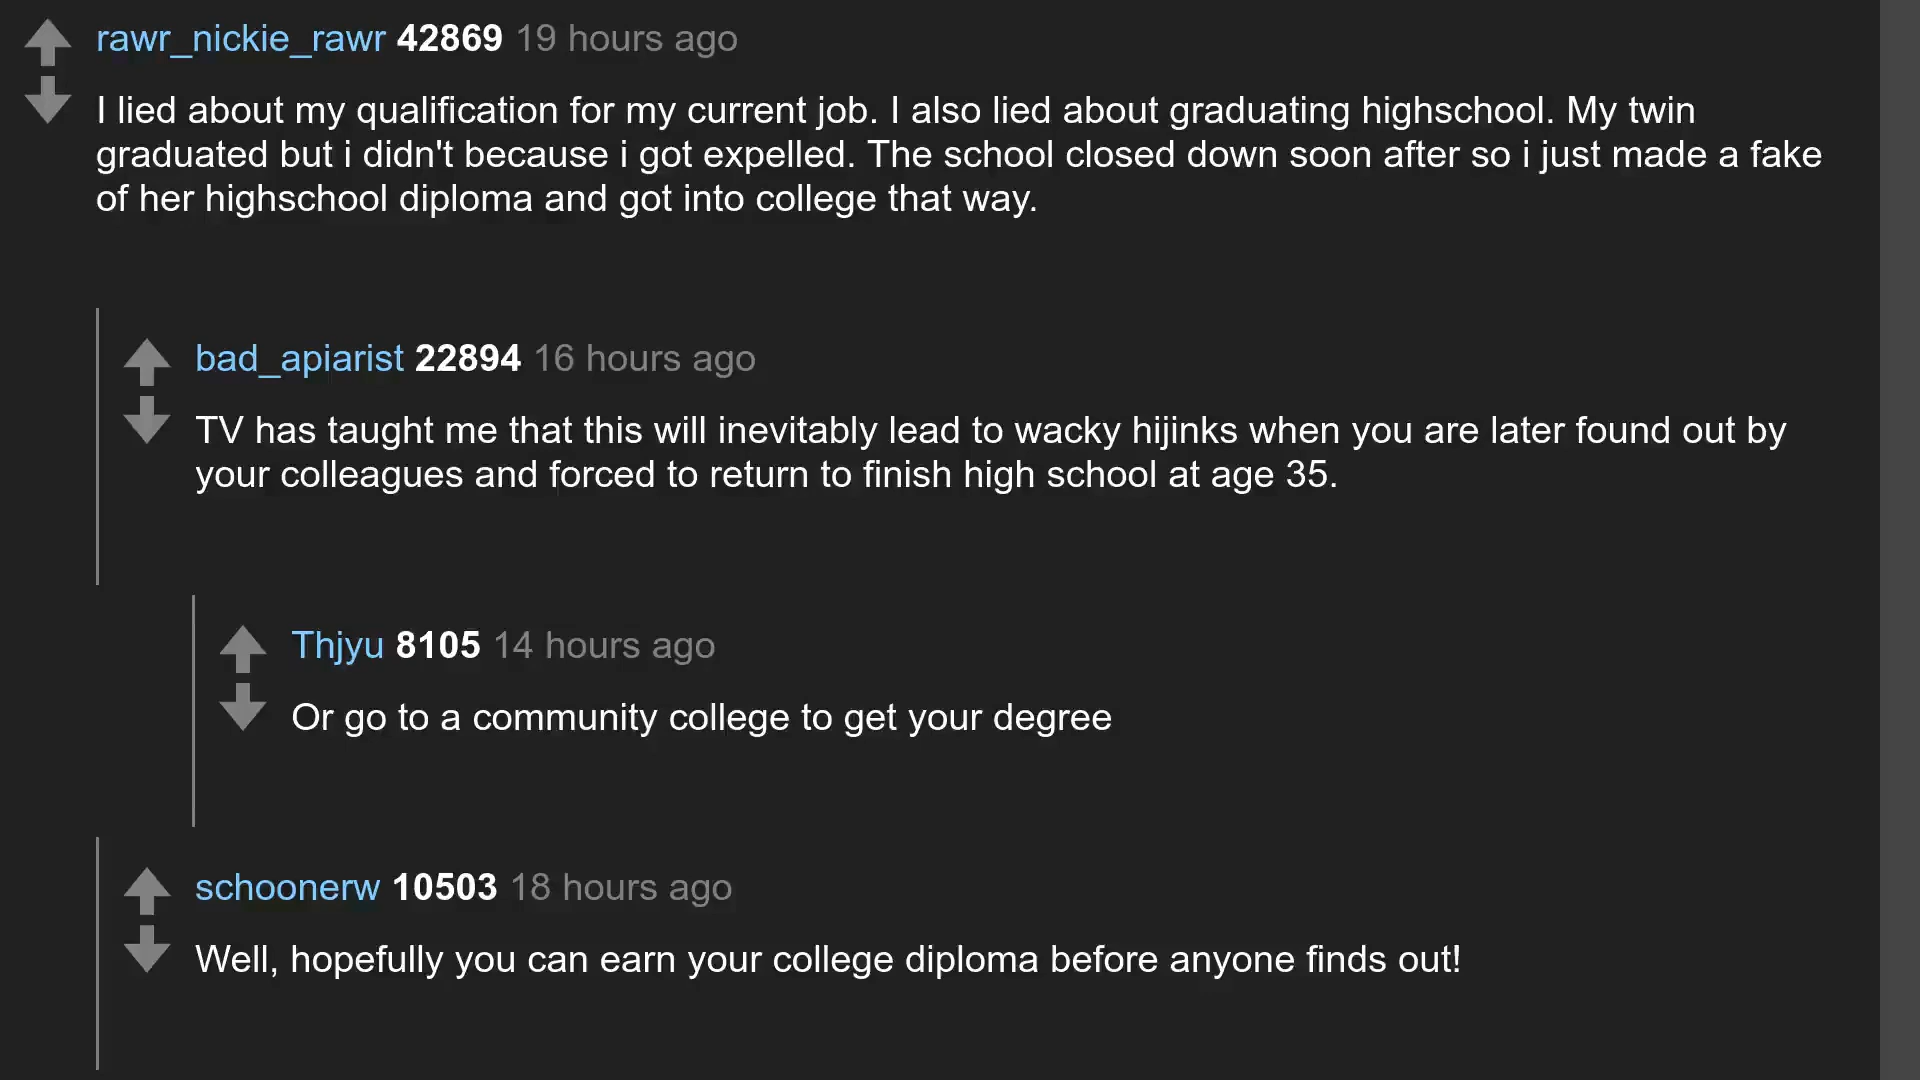 rawr_nickie_rawr 42869 19 hours ago
I lied about my qualification for my current job. I also lied about graduating highschool. My twin
graduated but i didn't because i got expelled. The school closed down soon after so i just made a fake
of her highschool diploma and got into college that way.
bad_apiarist 22894 16 hours ago
TV has taught me that this will inevitably lead to wacky hijinks when you are later found out by
your colleagues and forced to return to finish high school at age 35.
Thjyu 8105 14 hours ago
Or go to a community college to get your degree
schoonerw 10503 18 hours ago
Well, hopefully you can earn your college diploma before anyone finds out!